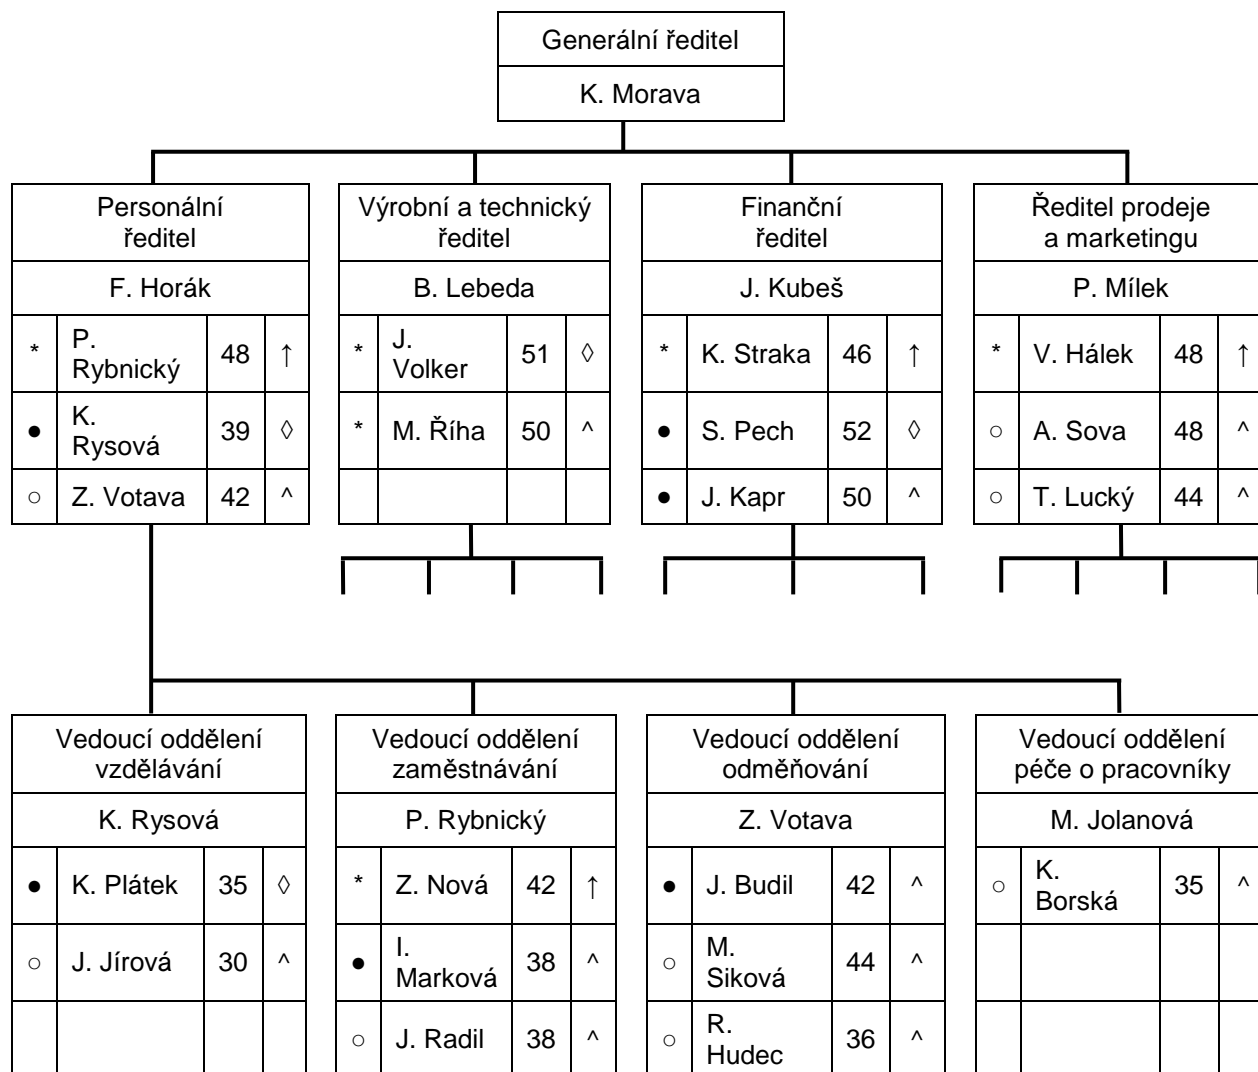 Generální ředitel
K. Morava
Personální
ředitel
F. Horák
* P.
Rybnický 48 ↑
● K.
Rysová 39 ◊
○ Z. Votava 42 ^
Výrobní a technický
ředitel
B. Lebeda
* J.
Volker 51 ◊
* M. Říha 50 ^
Finanční
ředitel
J. Kubeš
* K. Straka 46 ↑
● S. Pech 52 ◊
● J. Kapr 50 ^
Ředitel prodeje
a marketingu
P. Mílek
* V. Hálek 48 ↑
○ A. Sova 48 ^
○ T. Lucký 44 ^
Vedoucí oddělení
vzdělávání
K. Rysová
● K. Plátek 35 ◊
○ J. Jírová 30 ^
Vedoucí oddělení
zaměstnávání
P. Rybnický
* Z. Nová 42 ↑
● I.
Marková 38 ^
○ J. Radil 38 ^
Vedoucí oddělení
odměňování
Z. Votava
● J. Budil 42 ^
○ M.
Siková 44 ^
○ R.
Hudec 36 ^
Vedoucí oddělení
péče o pracovníky
M. Jolanová
○ K.
Borská 35 ^